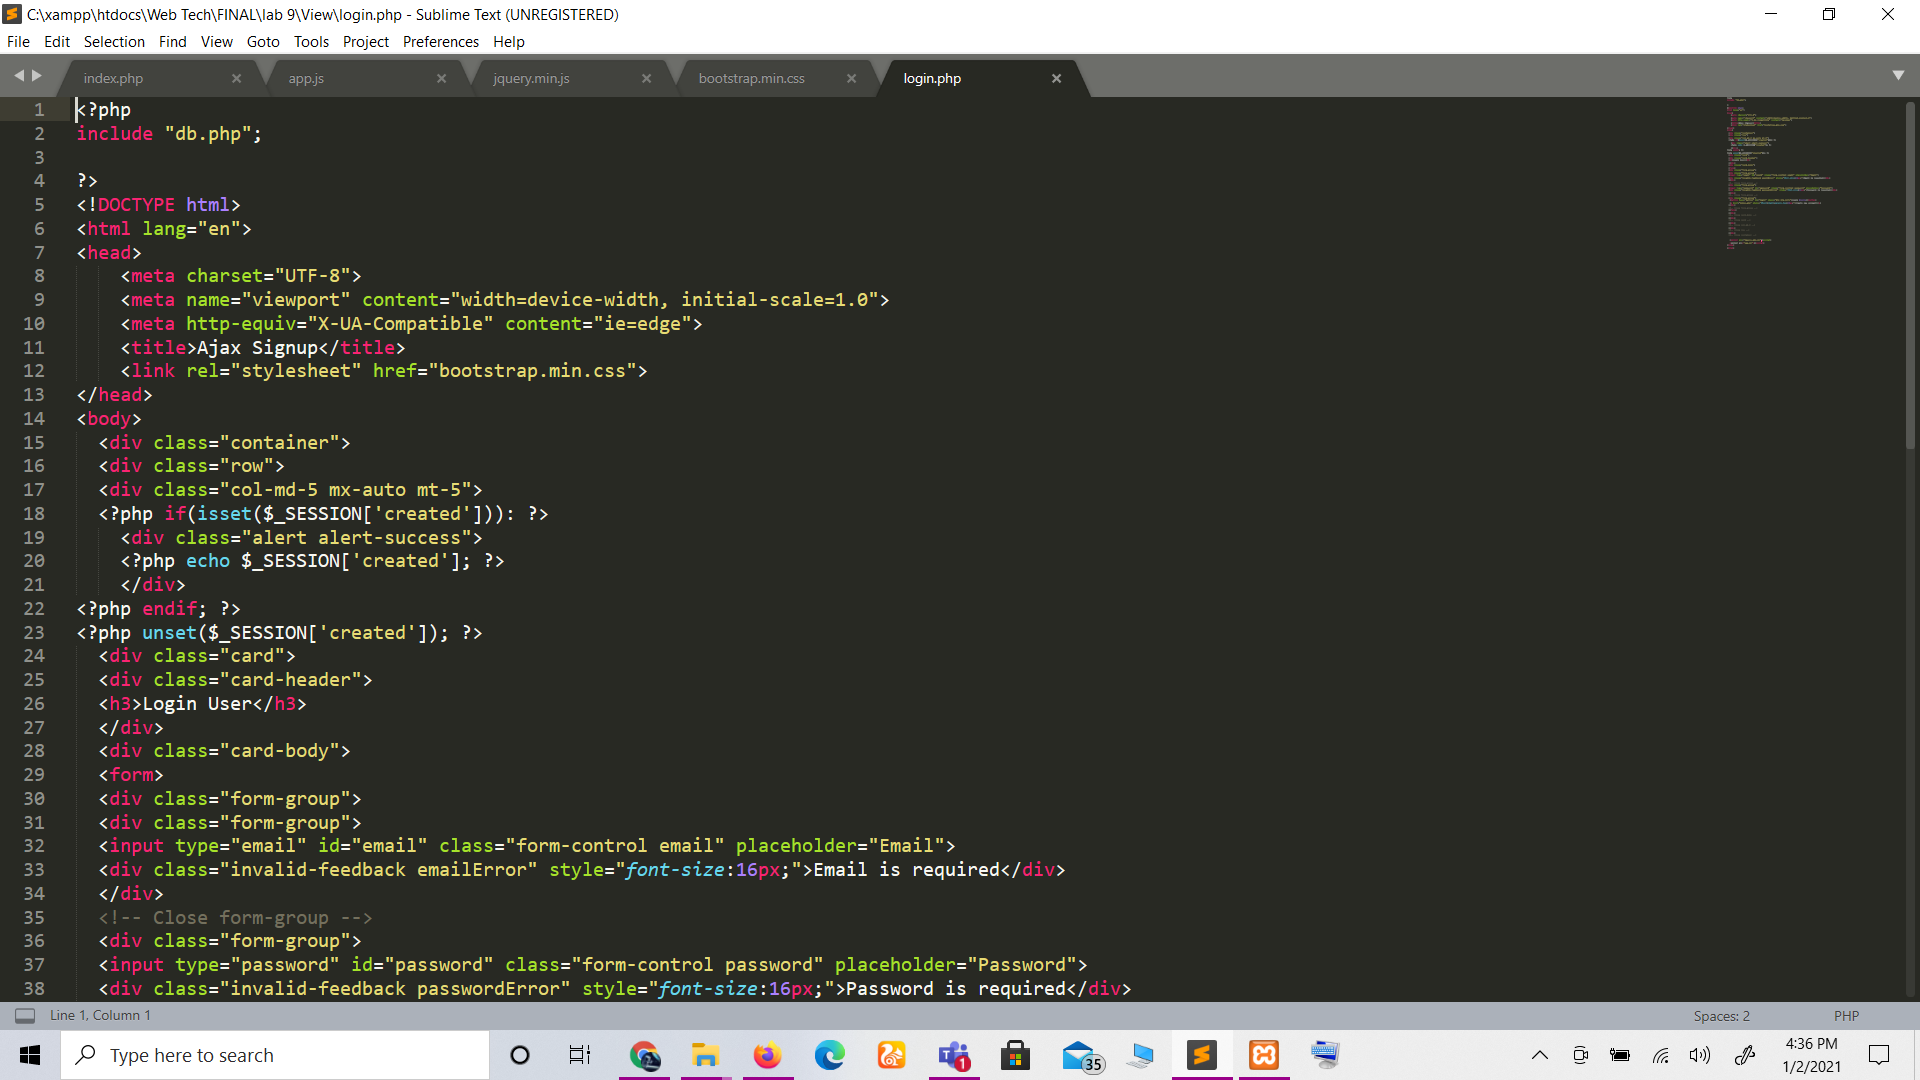 C:\xampp\htdocs\Web Tech\FINAL\lab 9\View\login.php - Sublime Text (UNREGISTERED)
File Edit Selection Find View Goto Tools Project Preferences Help
index.php app.js jquery.min.js bootstrap.min.css login.php
1 <?php
2 include "db.php";
3
4 ?>
5 <!DOCTYPE html>
6 <html lang="en">
7 <head>
8 <meta charset="UTF-8">
9 <meta name="viewport" content="width=device-width, initial-scale=1.0">
10 <meta http-equiv="X-UA-Compatible" content="ie=edge">
11 <title>Ajax Signup</title>
12 <link rel="stylesheet" href="bootstrap.min.css">
13 </head>
14 <body>
15 <div class="container">
16 <div class="row">
17 <div class="col-md-5 mx-auto mt-5">
18 <?php if(isset($_SESSION['created'])): ?>
19 <div class="alert alert-success">
20 <?php echo $_SESSION['created']; ?>
21 </div>
22 <?php endif; ?>
23 <?php unset($_SESSION['created']); ?>
24 <div class="card">
25 <div class="card-header">
26 <h3>Login User</h3>
27 </div>
28 <div class="card-body">
29 <form>
30 <div class="form-group">
31 <div class="form-group">
32 <input type="email" id="email" class="form-control email" placeholder="Email">
33 <div class="invalid-feedback emailError" style="font-size:16px;">Email is required</div>
34 </div>
35 <!-- Close form-group -->
36 <div class="form-group">
37 <input type="password" id="password" class="form-control password" placeholder="Password">
38 <div class="invalid-feedback passwordError" style="font-size:16px;">Password is required</div>
Line 1, Column 1 Spaces: 2 PHP
Type here to search 1 35 4:36 PM
1/2/2021